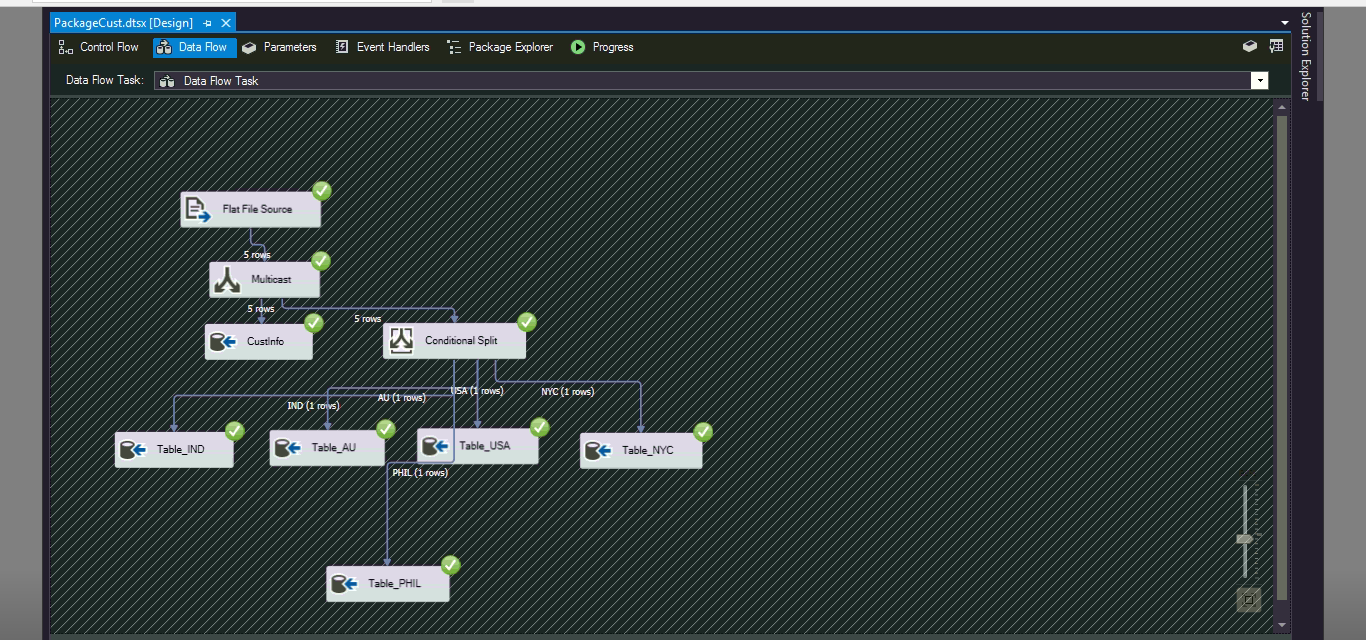 PackageCust.dtsx [Design]
Control Flow Data Flow Parameters Event Handlers Package Explorer Progress
Solution Explorer
Data Flow Task: Data Flow Task
Flat File Source
5 rows
Multicast
5 rows
5 rows
CustInfo
Conditional Split
IND (1 rows)
AU (1 rows)
USA (1 rows)
NYC (1 rows)
Table_IND
Table_AU
Table_USA
Table_NYC
PHIL (1 rows)
Table_PHIL